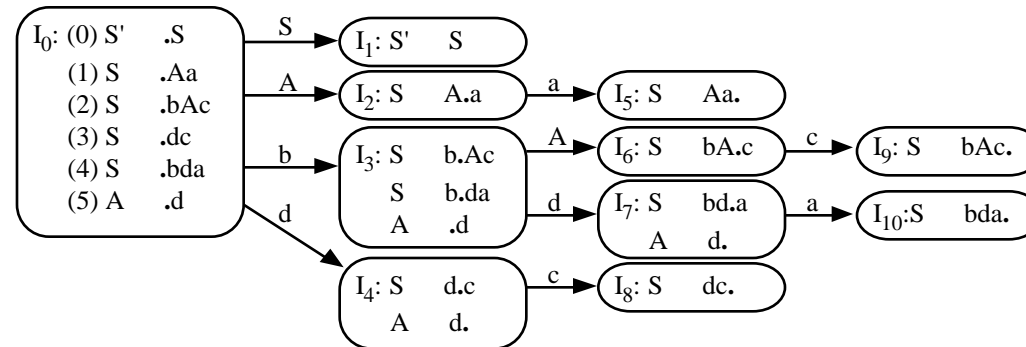 I0: (0) S' .S
(1) S .Aa
(2) S .bAc
(3) S .dc
(4) S .bda
(5) A .d
S
I1: S' S
A
I2: S A.a
a
I5: S Aa.
b
I3: S b.Ac
S b.da
A .d
A
I6: S bA.c
c
I9: S bAc.
d
I7: S bd.a
A d.
a
I10:S bda.
d
I4: S d.c
A d.
c
I8: S dc.